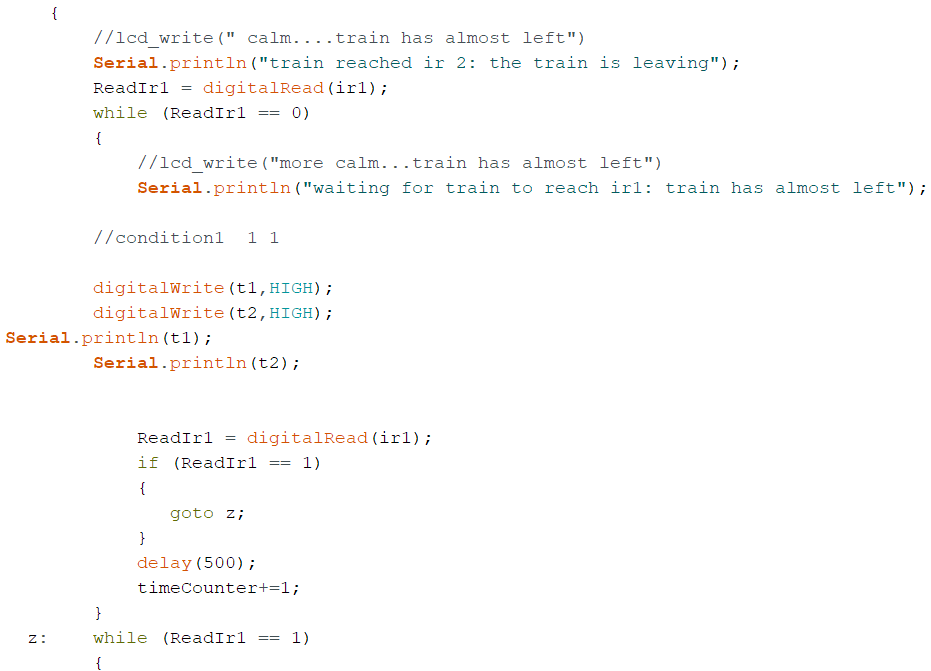 {
//lcd_write(" calm....train has almost left")
Serial.println("train reached ir 2: the train is leaving");
ReadIr1 = digitalRead(ir1);
while (ReadIr1 == 0)
{
//lcd_write("more calm...train has almost left")
Serial.println("waiting for train to reach ir1: train has almost left");
//condition1  1 1
digitalWrite(t1,HIGH);
digitalWrite(t2,HIGH);
Serial.println(t1);
Serial.println(t2);
ReadIr1 = digitalRead(ir1);
if (ReadIr1 == 1)
{
goto z;
}
delay(500);
timeCounter+=1;
}
z:    while (ReadIr1 == 1)
{